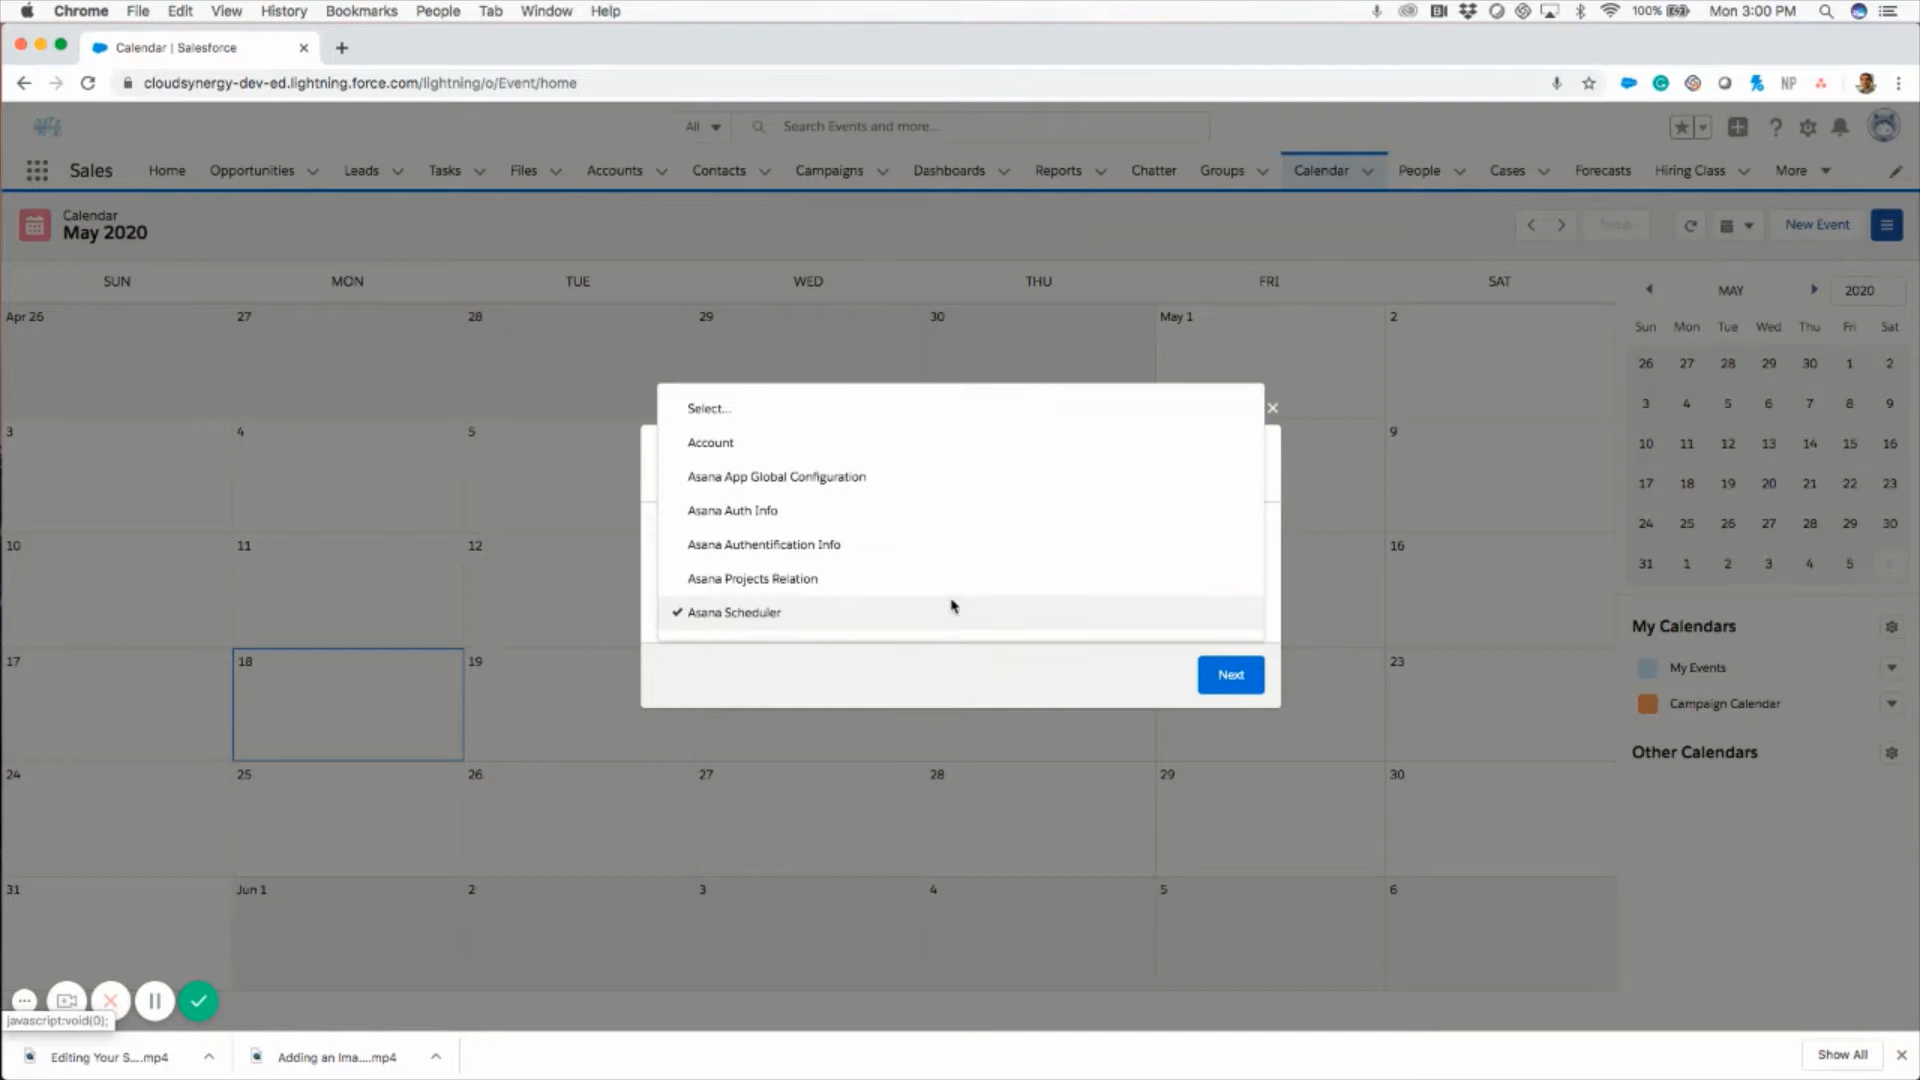 Chrome File Edit View History Bookmarks People Tab Window Help 100% Mon 3:00 PM
Calendar | Salesforce
cloudsynergy-dev-ed.lightning.force.com/lightning/o/Event/home NP
All Search Events and more...
Sales Home Opportunities Leads Tasks Files Accounts Contacts Campaigns Dashboards Reports Chatter Groups Calendar People Cases Forecasts Hiring Class More
Calendar
May 2020
New Event
SUN MON TUE WED THU FRI SAT
Apr 26 27 28 29 30 May 1 2
3 4 5 9
10 11 12 16
17 18 19 23
24 25 26 27 28 29 30
31 Jun 1 2 3 4 5 6
Select...
Account
Asana App Global Configuration
Asana Auth Info
Asana Authentification Info
Asana Projects Relation
Asana Scheduler
Next
MAY 2020
Sun Mon Tue Wed Thu Fri Sat
26 27 28 29 30 1 2
3 4 5 6 7 8 9
10 11 12 13 14 15 16
17 18 19 20 21 22 23
24 25 26 27 28 29 30
31 1 2 3 4 5
My Calendars
My Events
Campaign Calendar
Other Calendars
javascript:void(0);
Editing Your S....mp4 Adding an Ima....mp4 Show All